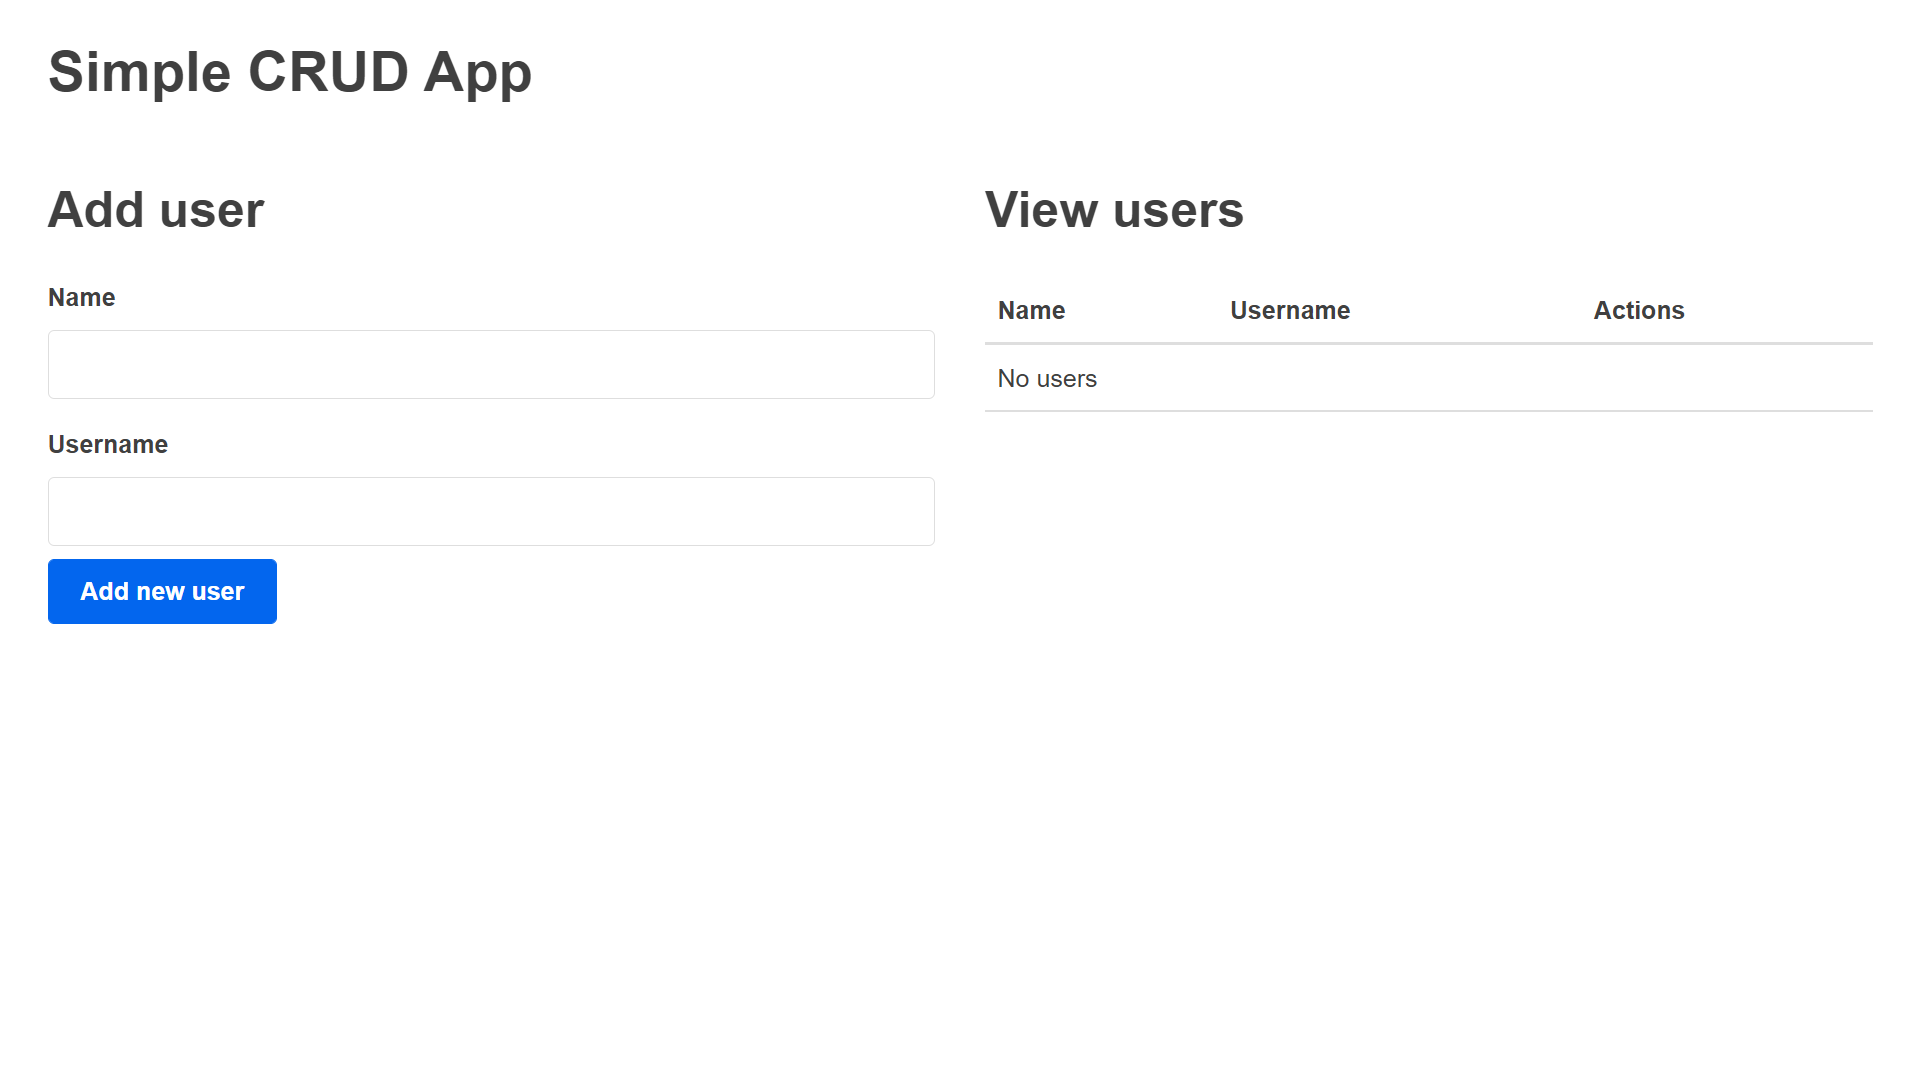 Simple CRUD App
Add user
Name
Username
Add new user
View users
Name Username Actions
No users